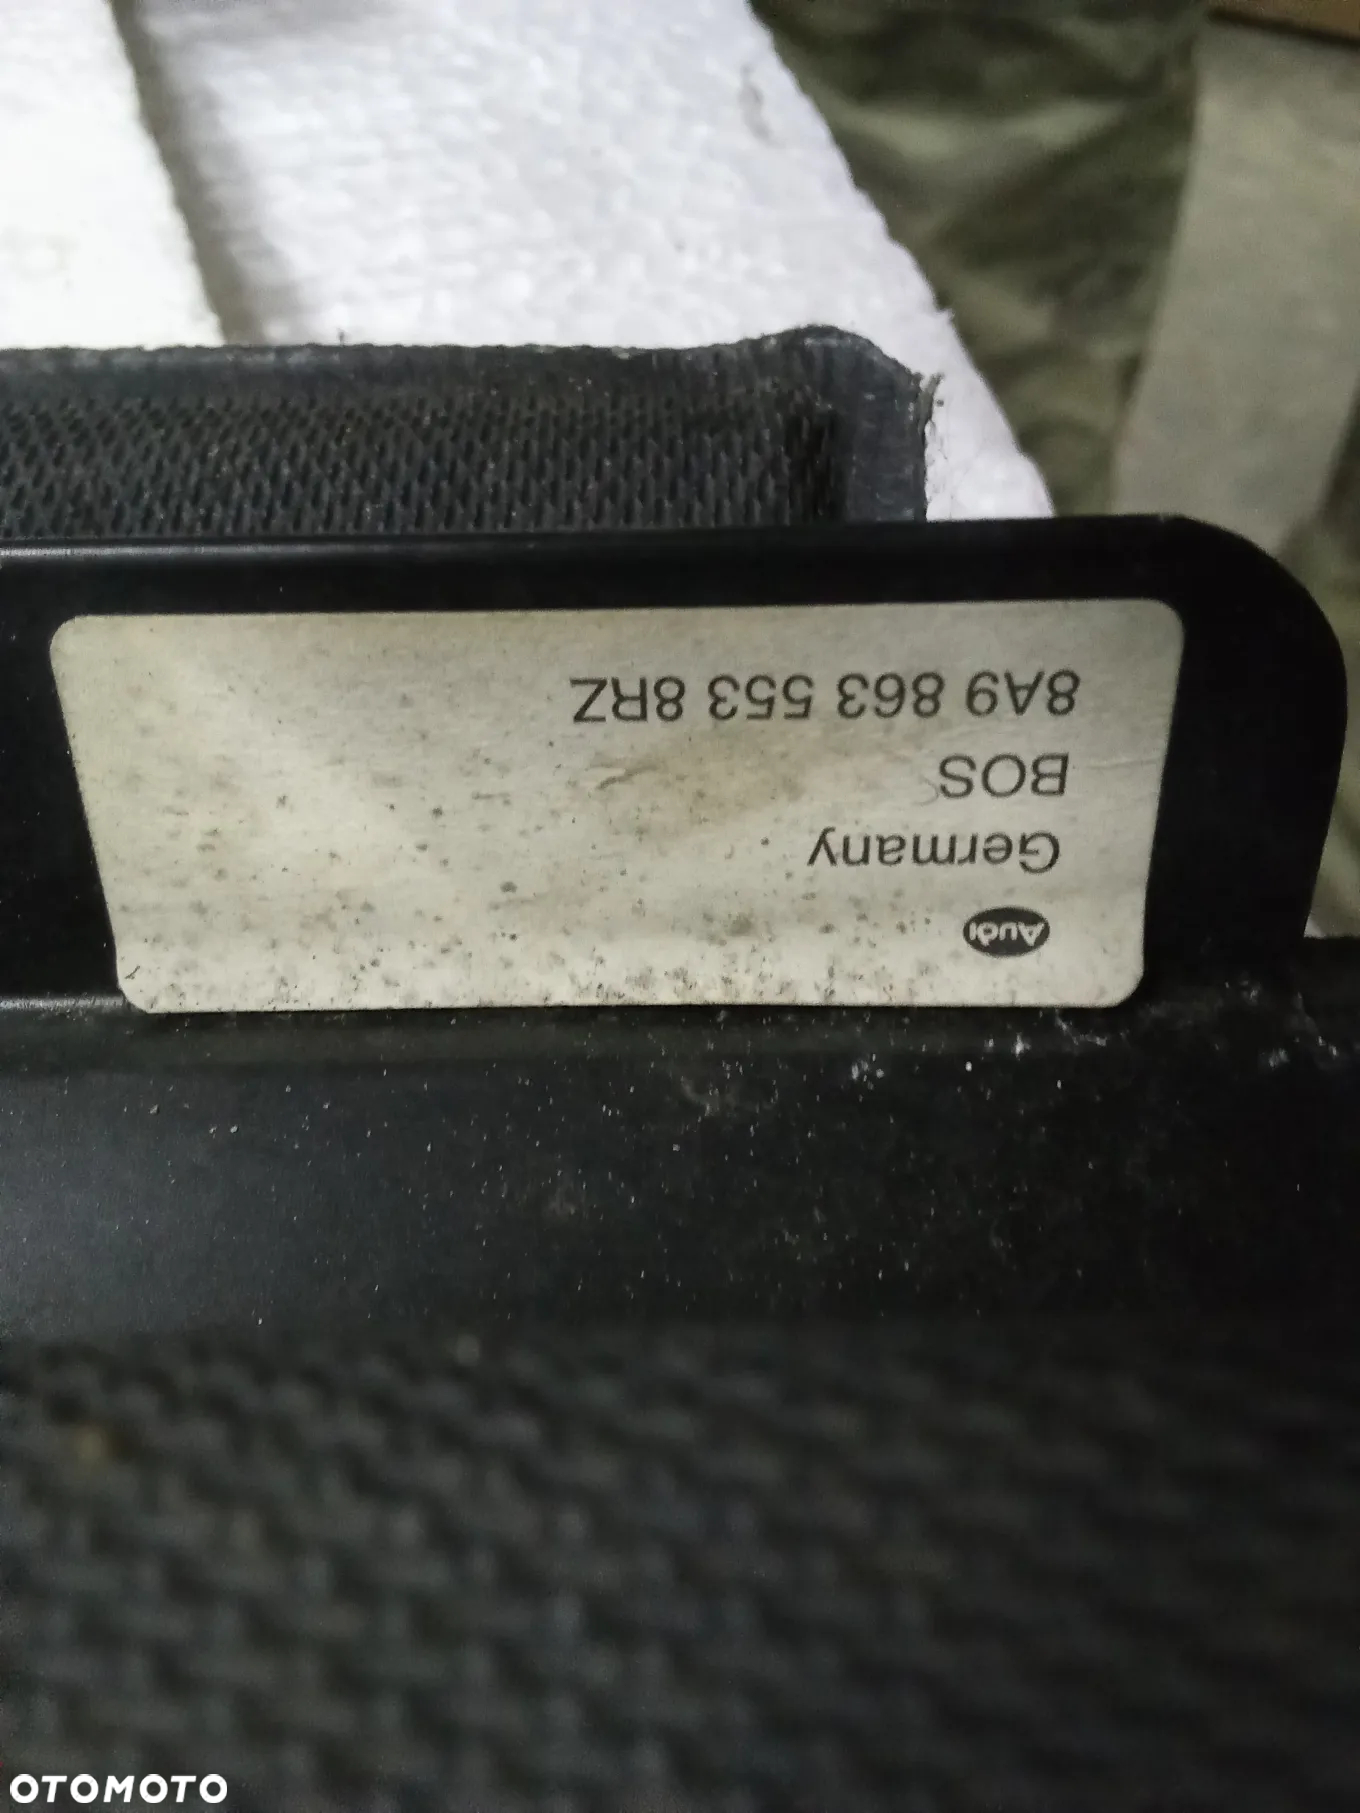 Audi
Germany
BOS
8A9 863 553 8RZ
OTOMOTO